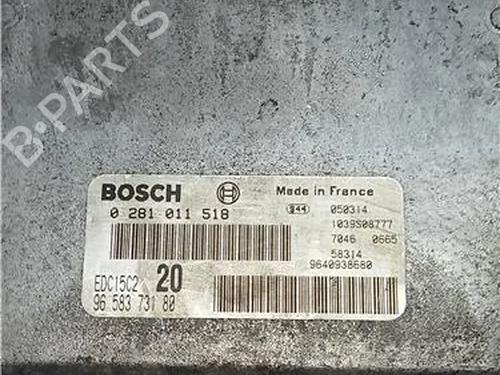 B-PARTS
BOSCH
Made in France
0 281 011 518
944 050314
1039S08777
7046 0665
58314
9640938680
EDC15C2 20
96 583 731 80